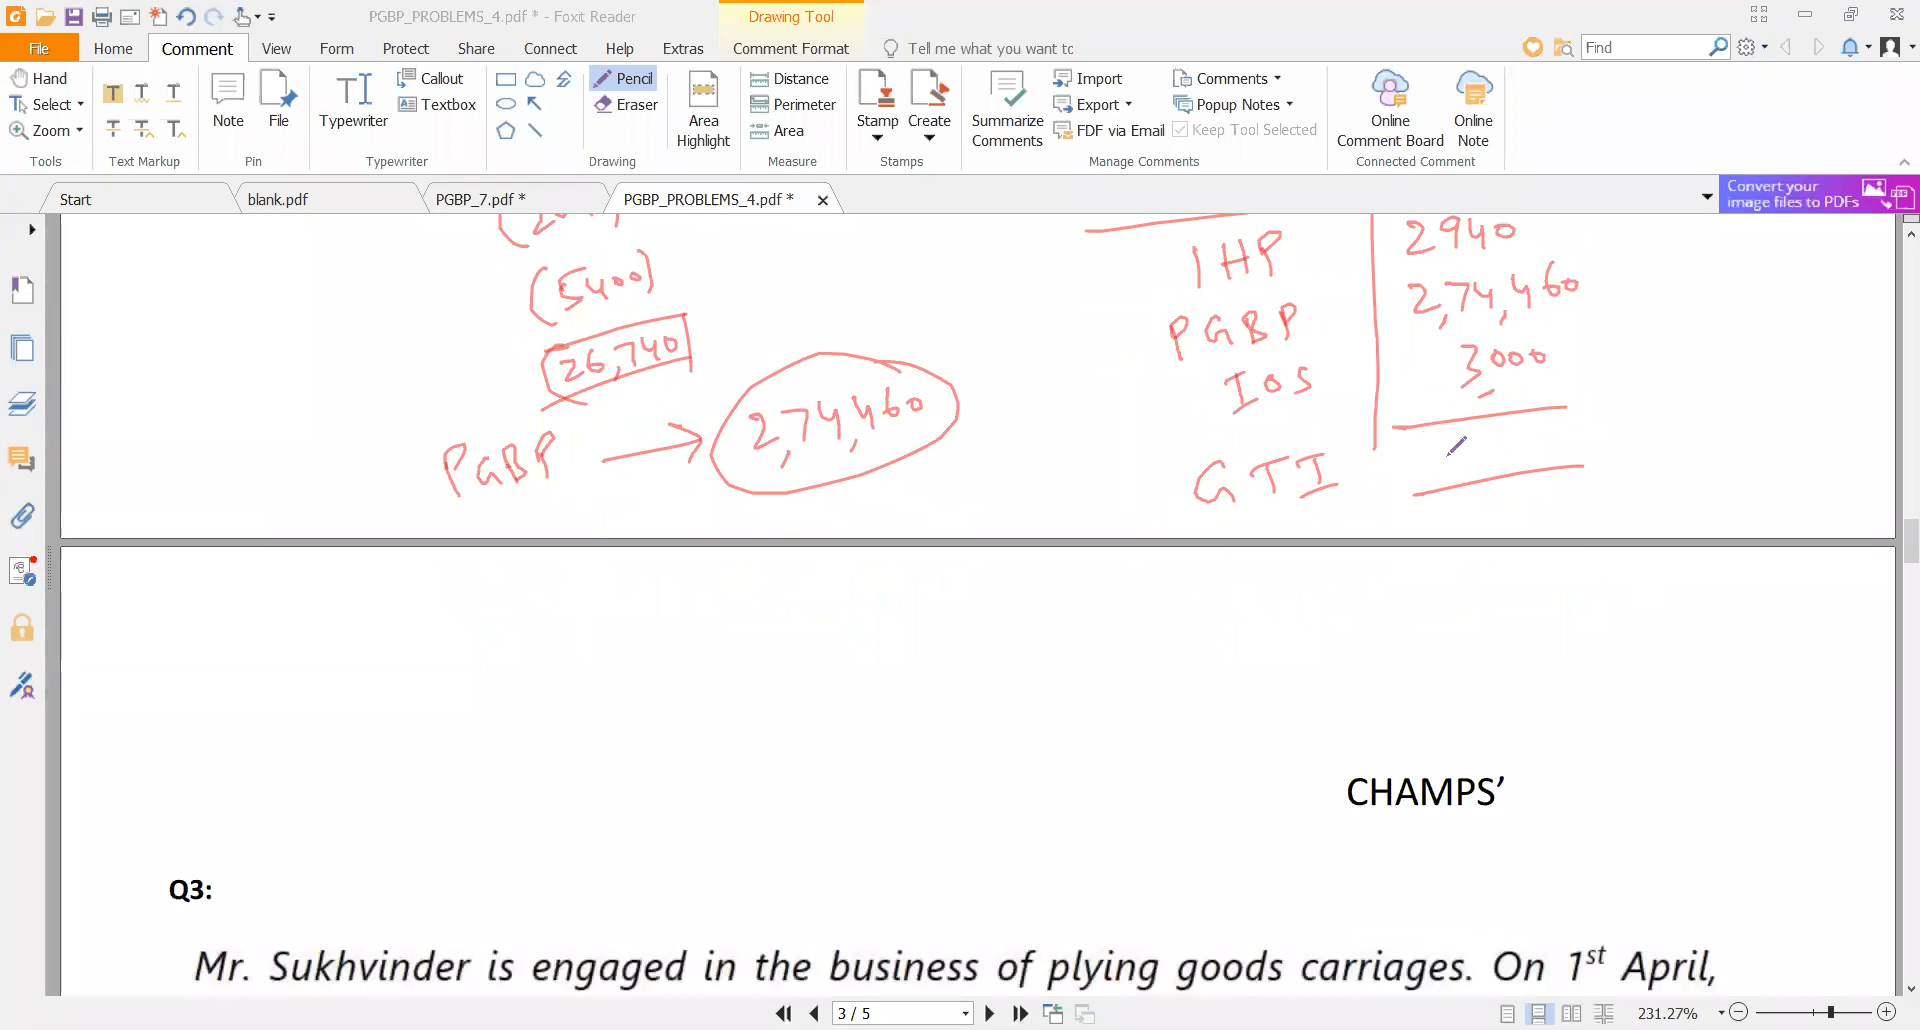 PGBP_PROBLEMS_4.pdf * - Foxit Reader
Drawing Tool
File Home Comment View Form Protect Share Connect Help Extras Comment Format Tell me what you want to Find
Hand
Select
Zoom
Tools
Text Markup
Note
File
Pin
Typewriter
Callout
Textbox
Typewriter
Pencil
Eraser
Drawing
Area
Highlight
Distance
Perimeter
Area
Measure
Stamp
Create
Stamps
Summarize
Comments
Import
Export
FDF via Email
Comments
Popup Notes
Keep Tool Selected
Manage Comments
Online
Comment Board
Online
Note
Connected Comment
Start
blank.pdf
PGBP_7.pdf *
PGBP_PROBLEMS_4.pdf *
Convert your
image files to PDFs
(5400)
26,740
PGBP → 2,74,460
IHP 2940
PGBP 2,74,460
IOS 3000
GTI
CHAMPS’
Q3:
Mr. Sukhvinder is engaged in the business of plying goods carriages. On 1st April,
3 / 5
231.27%